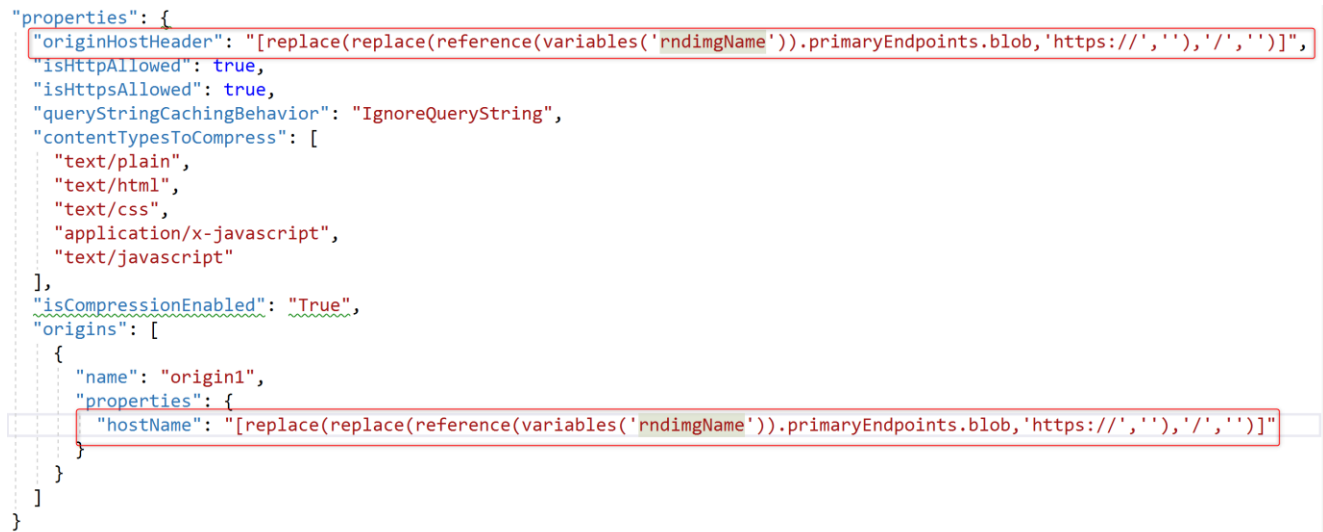 "properties": {
"originHostHeader": "[replace(replace(reference(variables('rndimgName')).primaryEndpoints.blob,'https://',''),'/','')]",
"isHttpAllowed": true,
"isHttpsAllowed": true,
"queryStringCachingBehavior": "IgnoreQueryString",
"contentTypesToCompress": [
"text/plain",
"text/html",
"text/css",
"application/x-javascript",
"text/javascript"
],
"isCompressionEnabled": "True",
"origins": [
{
"name": "origin1",
"properties": {
"hostName": "[replace(replace(reference(variables('rndimgName')).primaryEndpoints.blob,'https://',''),'/','')]"
}
}
]
}